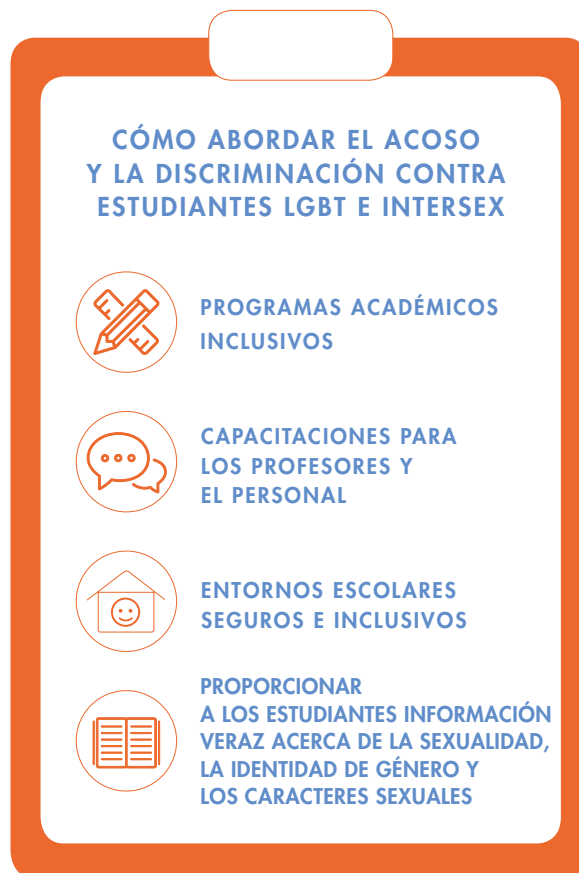 CÓMO ABORDAR EL ACOSO
Y LA DISCRIMINACIÓN CONTRA
ESTUDIANTES LGBT E INTERSEX
PROGRAMAS ACADÉMICOS
INCLUSIVOS
CAPACITACIONES PARA
LOS PROFESORES Y
EL PERSONAL
ENTORNOS ESCOLARES
SEGUROS E INCLUSIVOS
PROPORCIONAR
A LOS ESTUDIANTES INFORMACIÓN
VERAZ ACERCA DE LA SEXUALIDAD,
LA IDENTIDAD DE GÉNERO Y
LOS CARACTERES SEXUALES